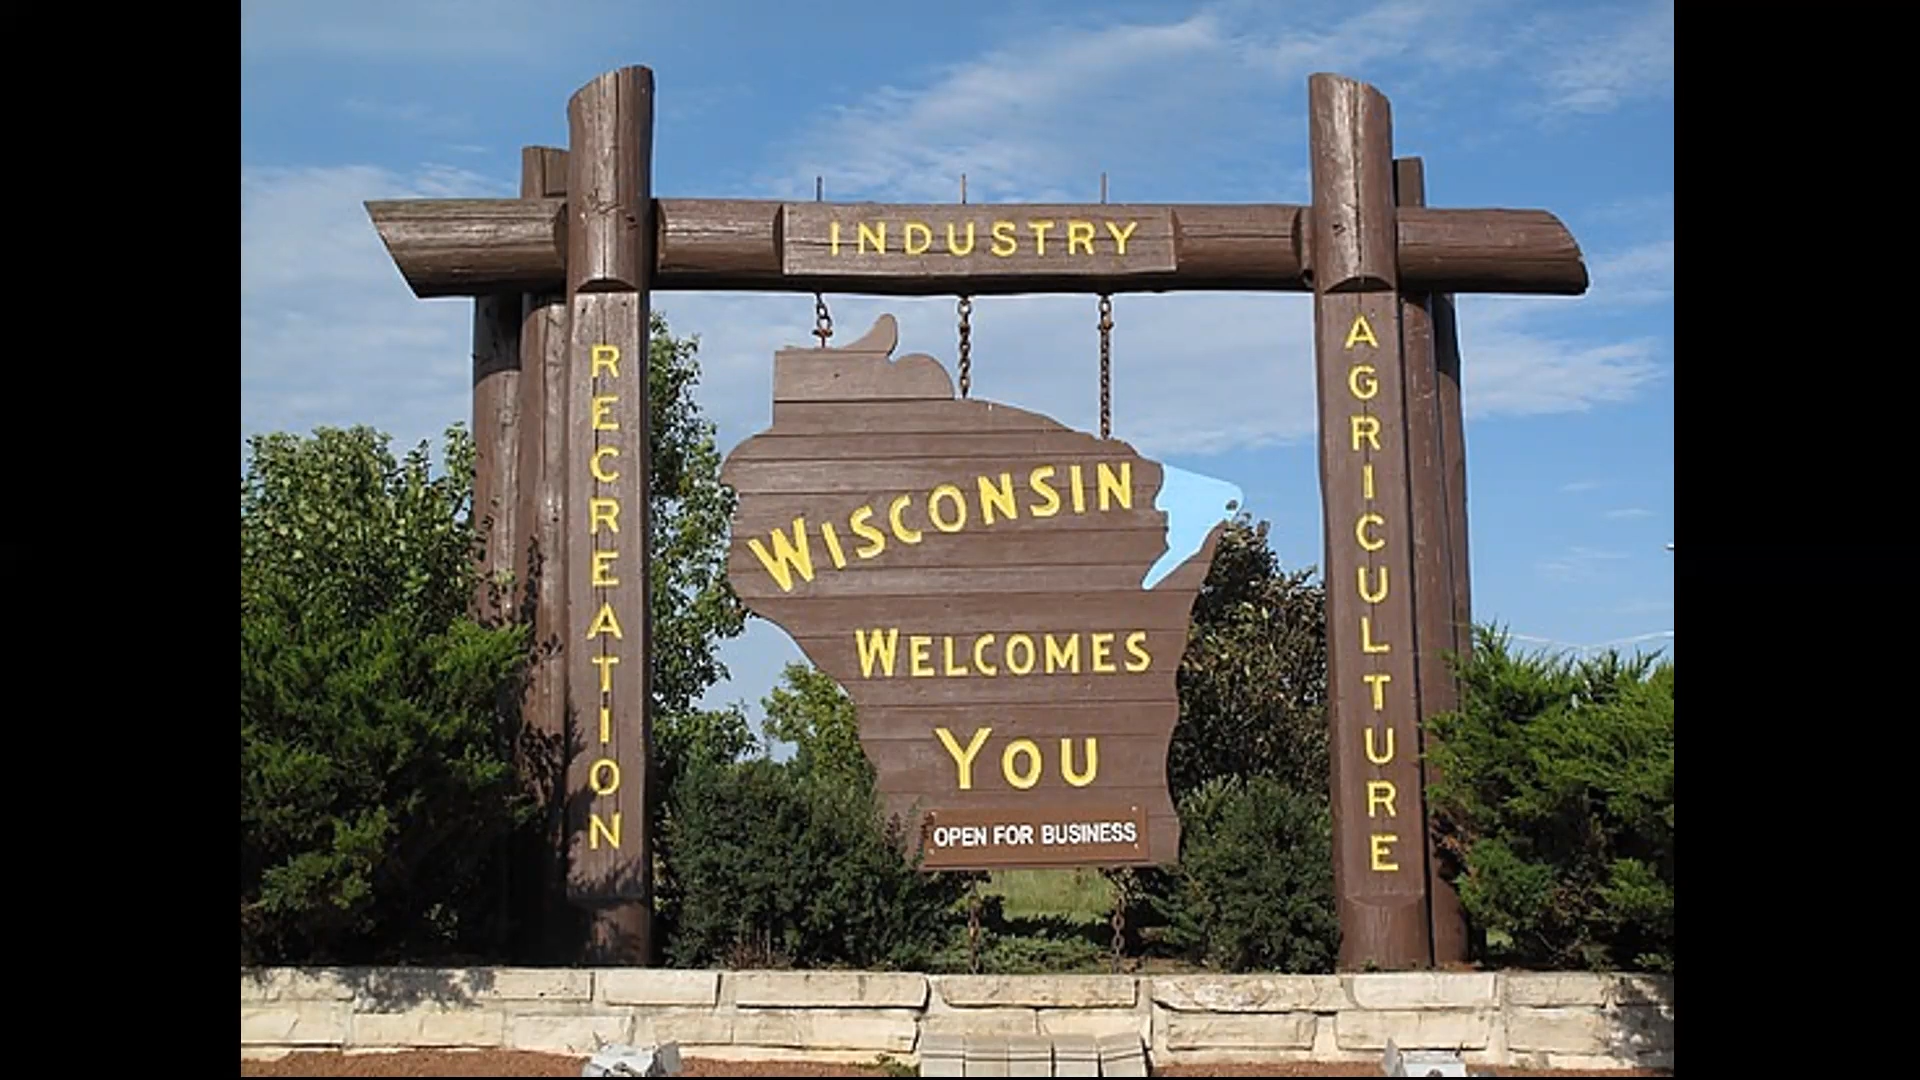 INDUSTRY
RECREATION
WISCONSIN
WELCOMES
YOU
OPEN FOR BUSINESS
AGRICULTURE